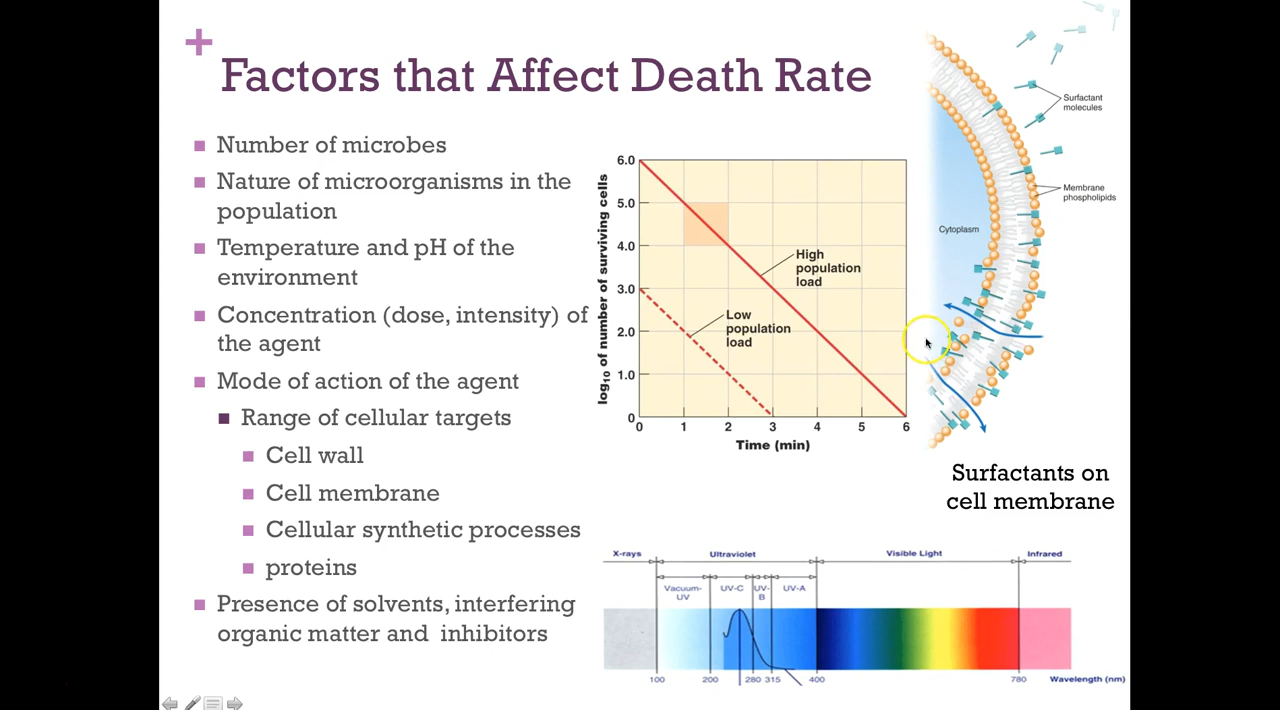 +
Factors that Affect Death Rate
Number of microbes
Nature of microorganisms in the
population
Temperature and pH of the
environment
Concentration (dose, intensity) of
the agent
Mode of action of the agent
Range of cellular targets
Cell wall
Cell membrane
Cellular synthetic processes
proteins
Presence of solvents, interfering
organic matter and inhibitors
log10 of number of surviving cells
6.0
5.0
4.0
3.0
2.0
1.0
0
High
population
load
Low
population
load
0 1 2 3 4 5 6
Time (min)
Surfactant
molecules
Membrane
phospholipids
Cytoplasm
Surfactants on
cell membrane
X-rays Ultraviolet Visible Light Infrared
Vacuum-
UV
UV-C
UV-
B
UV-A
100 200 280 315 400 780 Wavelength (nm)